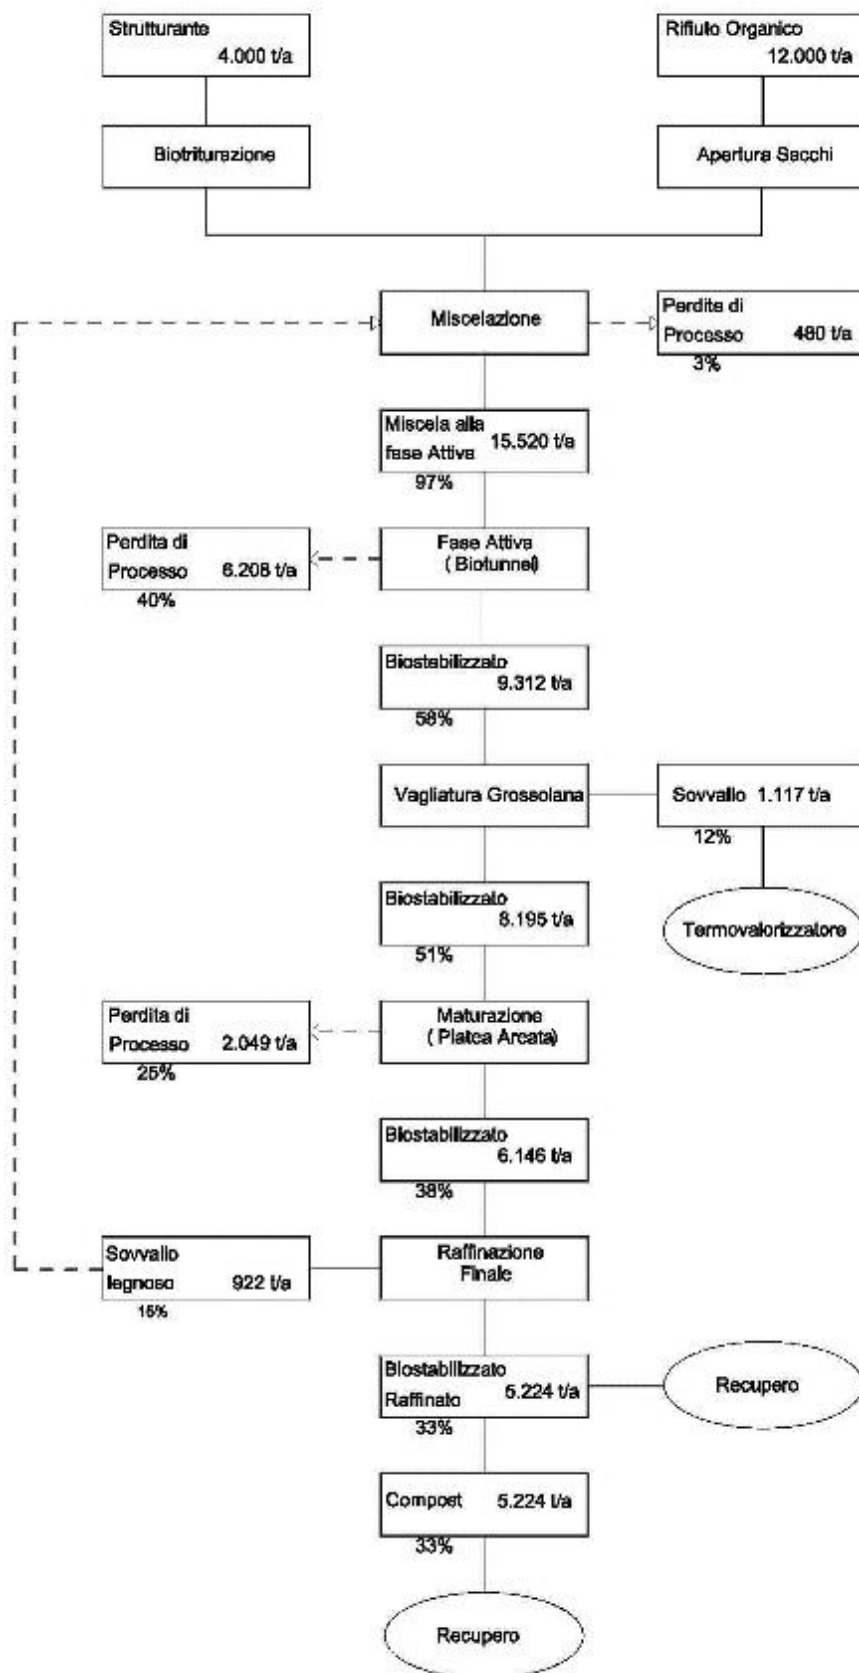 Strutturante
4.000 t/a
Rifiuto Organico
12.000 t/a
Biotriturazione
Apertura Sacchi
Miscelazione
Perdita di
Processo 480 t/a
3%
Miscela alla
fase Attiva 15.520 t/a
97%
Perdita di
Processo 6.208 t/a
40%
Fase Attiva
( Biotunnel)
Biostabilizzato
9.312 t/a
58%
Vagliatura Grossolana
Sovvallo 1.117 t/a
12%
Biostabilizzato
8.195 t/a
51%
Termovalorizzatore
Perdita di
Processo 2.049 t/a
25%
Maturazione
( Platea Areata)
Biostabilizzato
6.146 t/a
38%
Sovvallo
legnoso 922 t/a
15%
Raffinazione
Finale
Biostabilizzato
Raffinato 5.224 t/a
33%
Recupero
Compost 5.224 t/a
33%
Recupero